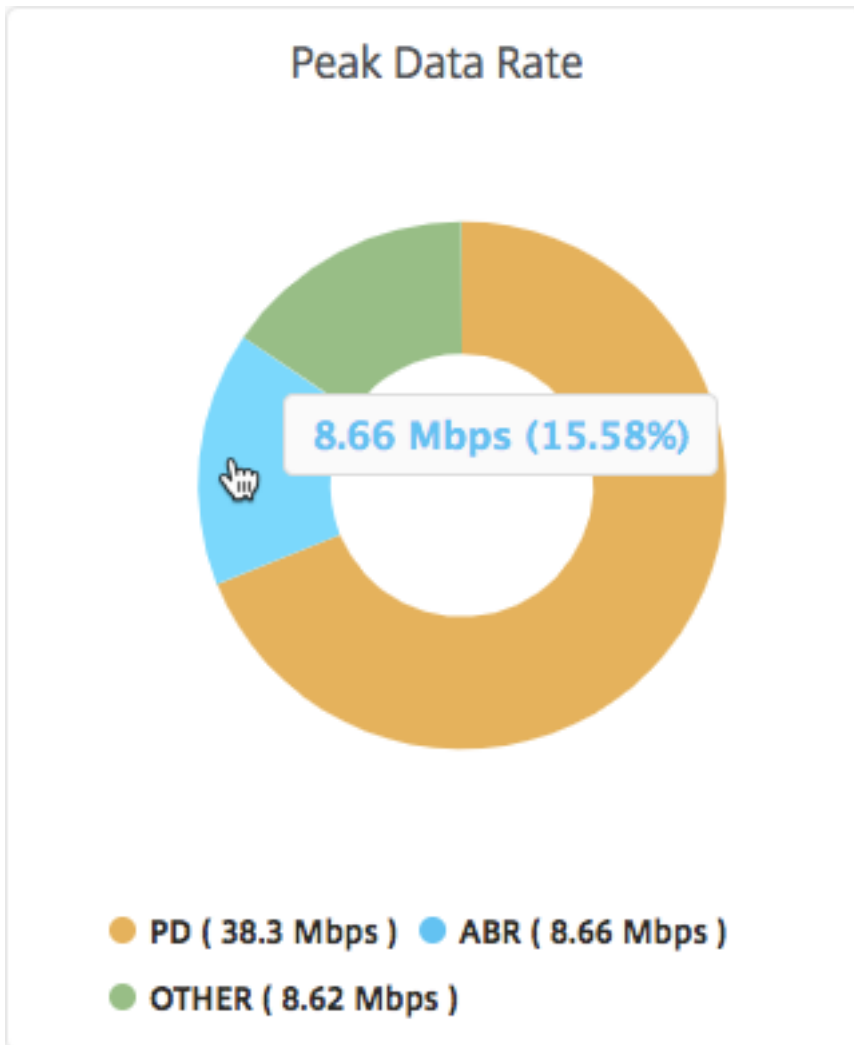 Peak Data Rate
8.66 Mbps (15.58%)
PD ( 38.3 Mbps ) ABR ( 8.66 Mbps )
OTHER ( 8.62 Mbps )